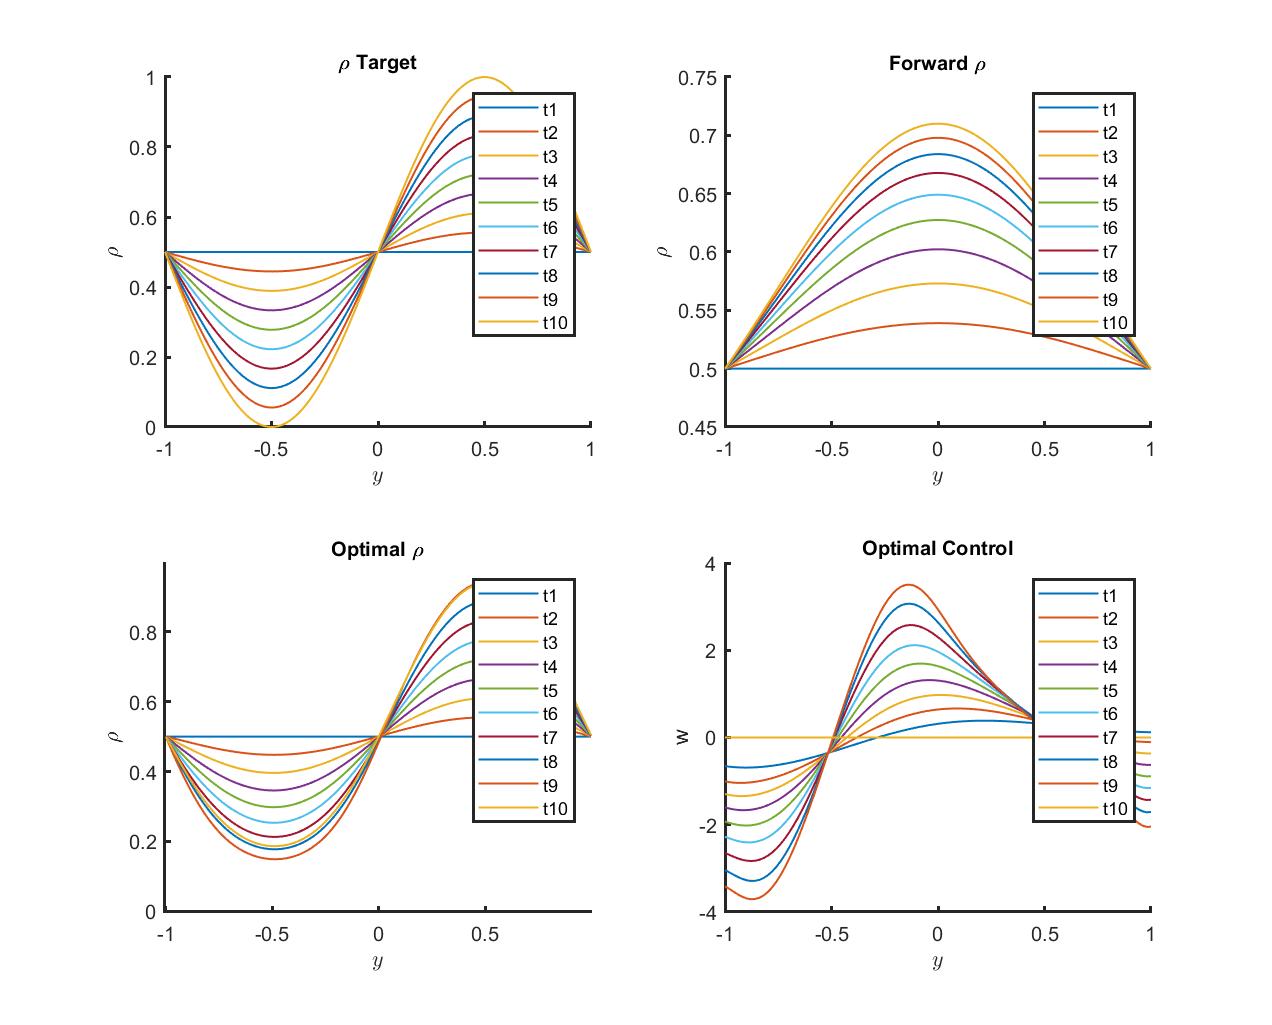 ρ Target
1
0.8
0.6
0.4
0.2
0
ρ
-1
-0.5
0
0.5
1
y
t1
t2
t3
t4
t5
t6
t7
t8
t9
t10
Forward ρ
0.75
0.7
0.65
0.6
0.55
0.5
0.45
ρ
-1
-0.5
0
0.5
1
y
t1
t2
t3
t4
t5
t6
t7
t8
t9
t10
Optimal ρ
0.8
0.6
0.4
0.2
0
ρ
-1
-0.5
0
0.5
y
t1
t2
t3
t4
t5
t6
t7
t8
t9
t10
Optimal Control
4
2
0
-2
-4
w
-1
-0.5
0
0.5
1
y
t1
t2
t3
t4
t5
t6
t7
t8
t9
t10